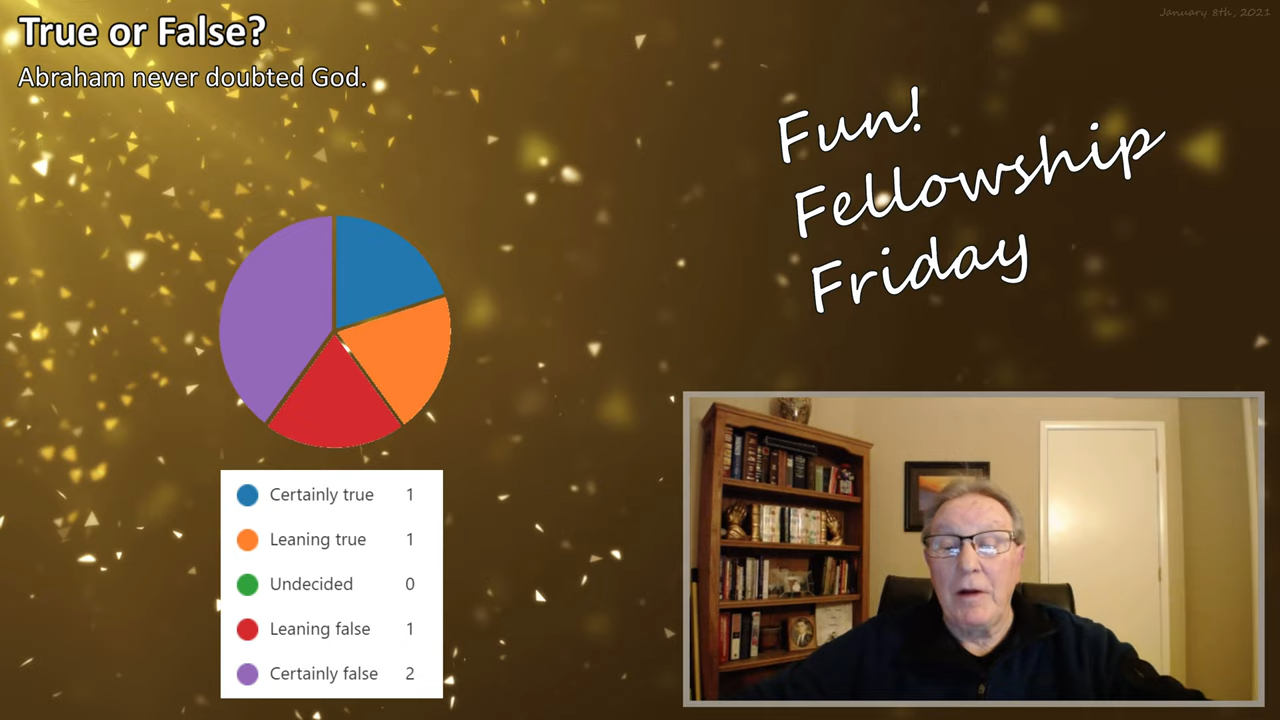 True or False?
Abraham never doubted God.
January 8th, 2021
Fun!
Fellowship
Friday
Certainly true 1
Leaning true 1
Undecided 0
Leaning false 1
Certainly false 2